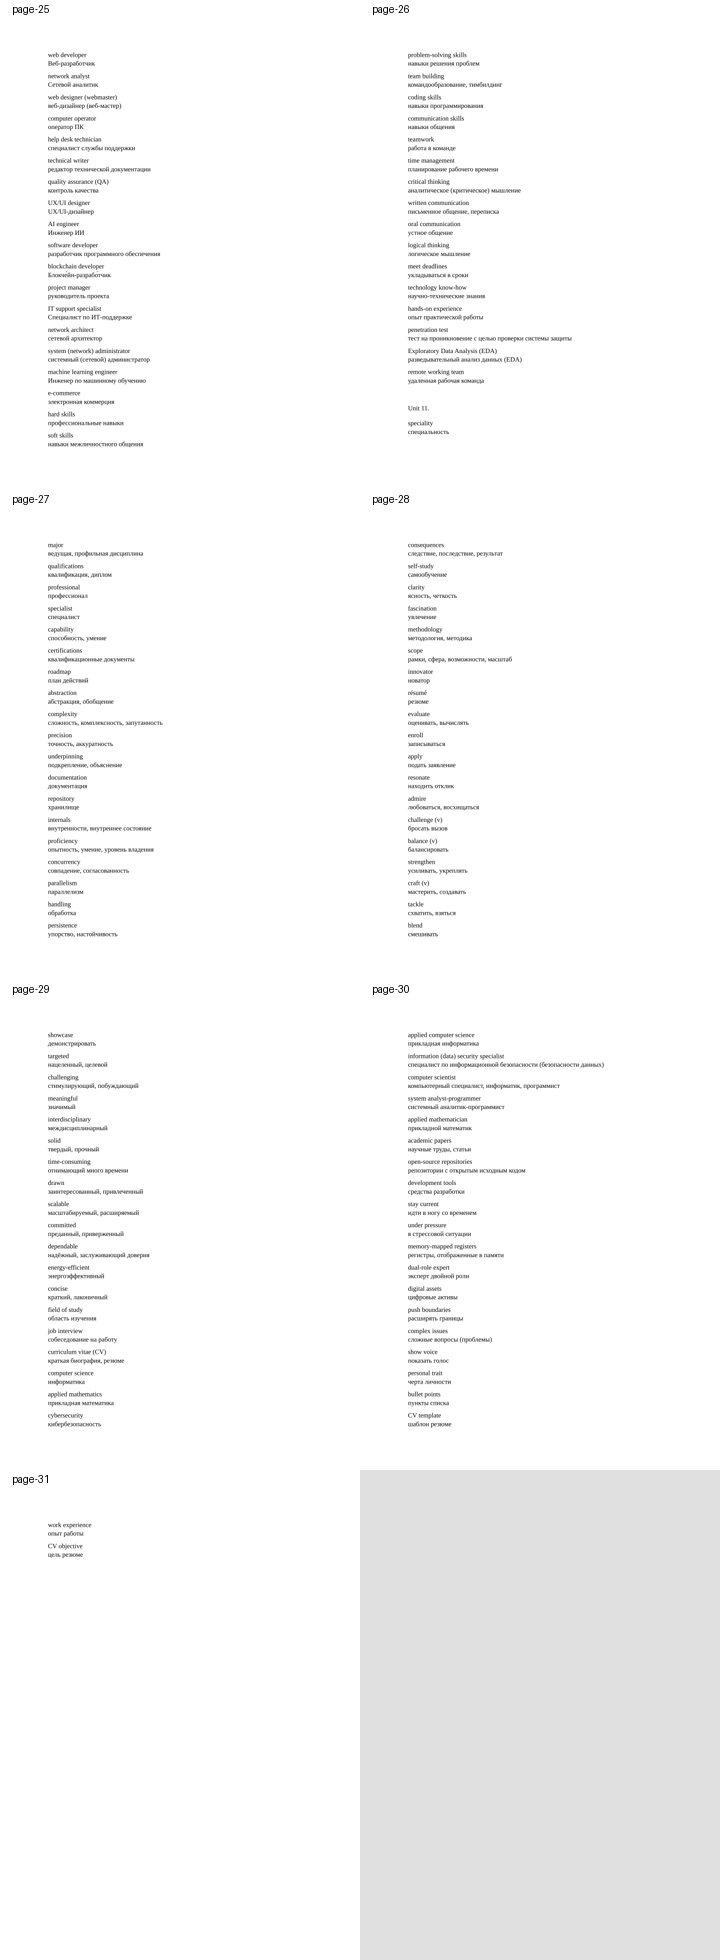 page-25
web developer
Веб-разработчик
network analyst
Сетевой аналитик
web designer (webmaster)
веб-дизайнер (веб-мастер)
computer operator
оператор ПК
help desk technician
специалист службы поддержки
technical writer
редактор технической документации
quality assurance (QA)
контроль качества
UX/UI designer
UX/UI-дизайнер
AI engineer
Инженер ИИ
software developer
разработчик программного обеспечения
blockchain developer
Блокчейн-разработчик
project manager
руководитель проекта
IT support specialist
Специалист по ИТ-поддержке
network architect
сетевой архитектор
system (network) administrator
системный (сетевой) администратор
machine learning engineer
Инженер по машинному обучению
e-commerce
электронная коммерция
hard skills
профессиональные навыки
soft skills
навыки межличностного общения
page-26
problem-solving skills
навыки решения проблем
team building
командообразование, тимбилдинг
coding skills
навыки программирования
communication skills
навыки общения
teamwork
работа в команде
time management
планирование рабочего времени
critical thinking
аналитическое (критическое) мышление
written communication
письменное общение, переписка
oral communication
устное общение
logical thinking
логическое мышление
meet deadlines
укладываться в сроки
technology know-how
научно-технические знания
hands-on experience
опыт практической работы
penetration test
тест на проникновение с целью проверки системы защиты
Exploratory Data Analysis (EDA)
разведывательный анализ данных (EDA)
remote working team
удаленная рабочая команда
Unit 11.
speciality
специальность
page-27
major
ведущая, профильная дисциплина
qualifications
квалификация, диплом
professional
профессионал
specialist
специалист
capability
способность, умение
certifications
квалификационные документы
roadmap
план действий
abstraction
абстракция, обобщение
complexity
сложность, комплексность, запутанность
precision
точность, аккуратность
underpinning
подкрепление, объяснение
documentation
документация
repository
хранилище
internals
внутренности, внутреннее состояние
proficiency
опытность, умение, уровень владения
concurrency
совпадение, согласованность
parallelism
параллелизм
handling
обработка
persistence
упорство, настойчивость
page-28
consequences
следствие, последствие, результат
self-study
самообучение
clarity
ясность, четкость
fascination
увлечение
methodology
методология, методика
scope
рамки, сфера, возможности, масштаб
innovator
новатор
résumé
резюме
evaluate
оценивать, вычислять
enroll
записываться
apply
подать заявление
resonate
находить отклик
admire
любоваться, восхищаться
challenge (v)
бросать вызов
balance (v)
балансировать
strengthen
усиливать, укреплять
craft (v)
мастерить, создавать
tackle
схватить, взяться
blend
смешивать
page-29
showcase
демонстрировать
targeted
нацеленный, целевой
challenging
стимулирующий, побуждающий
meaningful
значимый
interdisciplinary
междисциплинарный
solid
твердый, прочный
time-consuming
отнимающий много времени
drawn
заинтересованный, привлеченный
scalable
масштабируемый, расширяемый
committed
преданный, приверженный
dependable
надёжный, заслуживающий доверия
energy-efficient
энергоэффективный
concise
краткий, лаконичный
field of study
область изучения
job interview
собеседование на работу
curriculum vitae (CV)
краткая биография, резюме
computer science
информатика
applied mathematics
прикладная математика
cybersecurity
кибербезопасность
page-30
applied computer science
прикладная информатика
information (data) security specialist
специалист по информационной безопасности (безопасности данных)
computer scientist
компьютерный специалист, информатик, программист
system analyst-programmer
системный аналитик-программист
applied mathematician
прикладной математик
academic papers
научные труды, статьи
open-source repositories
репозитории с открытым исходным кодом
development tools
средства разработки
stay current
идти в ногу со временем
under pressure
в стрессовой ситуации
memory-mapped registers
регистры, отображенные в памяти
dual-role expert
эксперт двойной роли
digital assets
цифровые активы
push boundaries
расширять границы
complex issues
сложные вопросы (проблемы)
show voice
показать голос
personal trait
черта личности
bullet points
пункты списка
CV template
шаблон резюме
page-31
work experience
опыт работы
CV objective
цель резюме